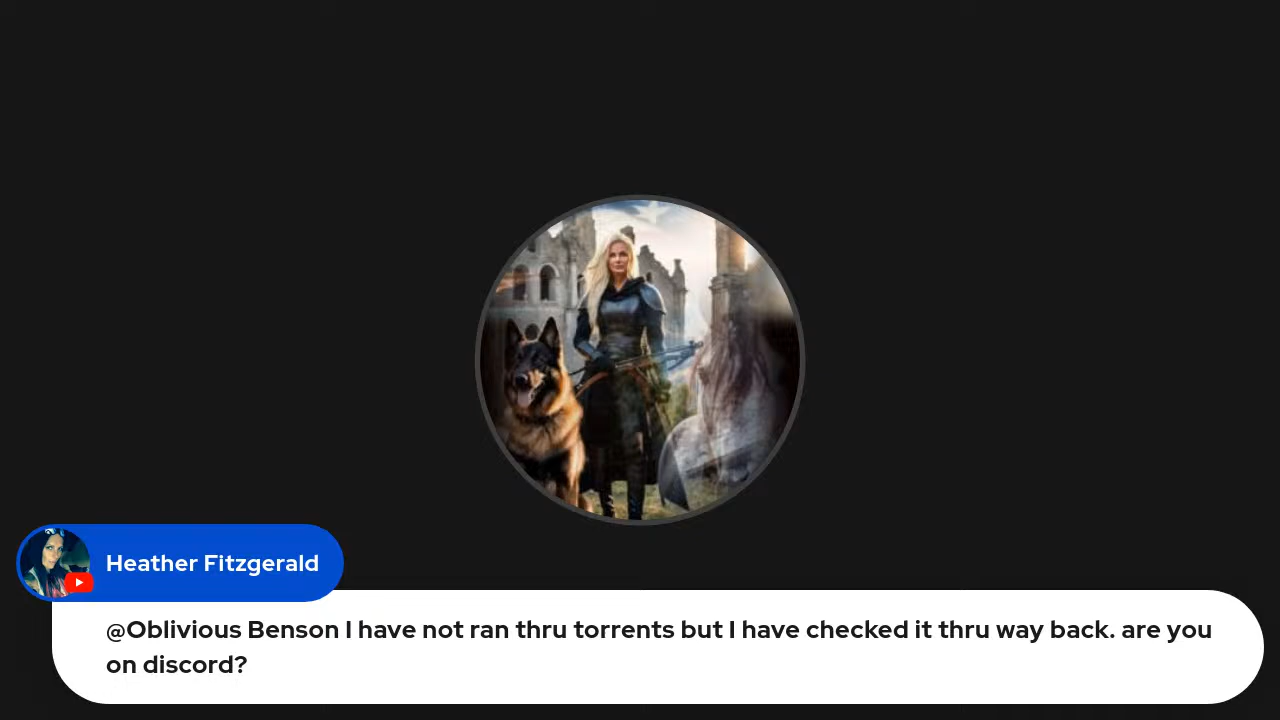 Heather Fitzgerald
@Oblivious Benson I have not ran thru torrents but I have checked it thru way back. are you
on discord?